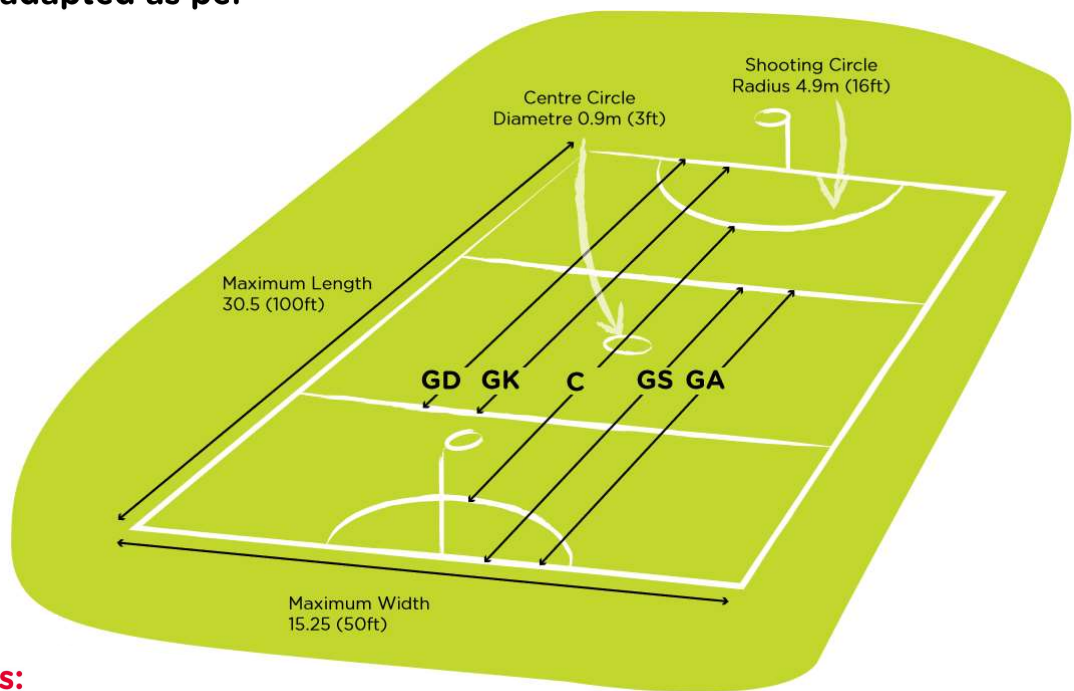 adapted as per
Shooting Circle
Radius 4.9m (16ft)
Centre Circle
Diametre 0.9m (3ft)
Maximum Length
30.5 (100ft)
GD GK C GS GA
Maximum Width
15.25 (50ft)
s: